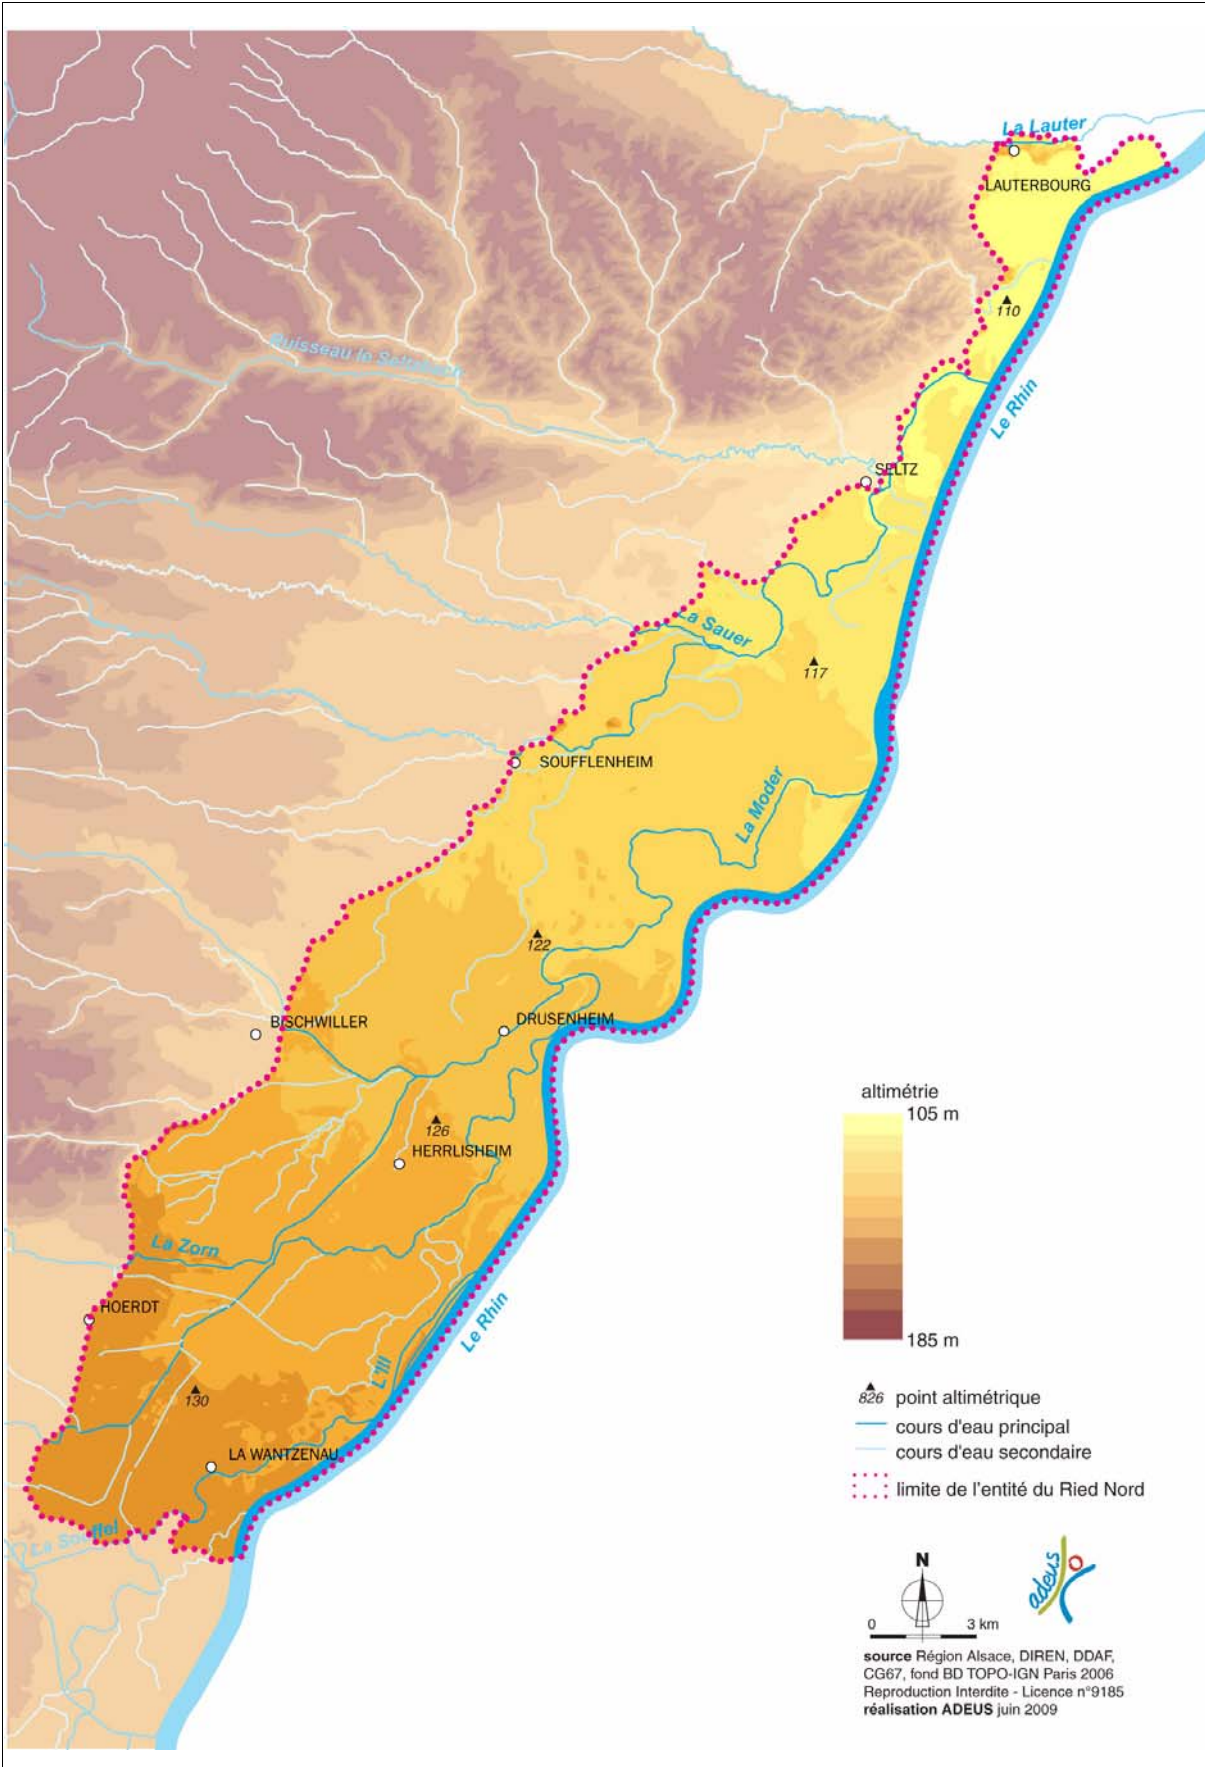 La Lauter
LAUTERBOURG
110
Ruisseau le Seltzbach
Le Rhin
SELTZ
La Sauer
117
SOUFFLENHEIM
La Moder
122
BISCHWILLER
DRUSENHEIM
altimétrie
105 m
126
HERRLISHEIM
La Zorn
HOERDT
Le Rhin
185 m
L'Ill
130
826 point altimétrique
cours d'eau principal
LA WANTZENAU
cours d'eau secondaire
limite de l'entité du Ried Nord
La Souffel
N
adeus
0 3 km
source Région Alsace, DIREN, DDAF,
CG67, fond BD TOPO-IGN Paris 2006
Reproduction Interdite - Licence n°9185
réalisation ADEUS juin 2009